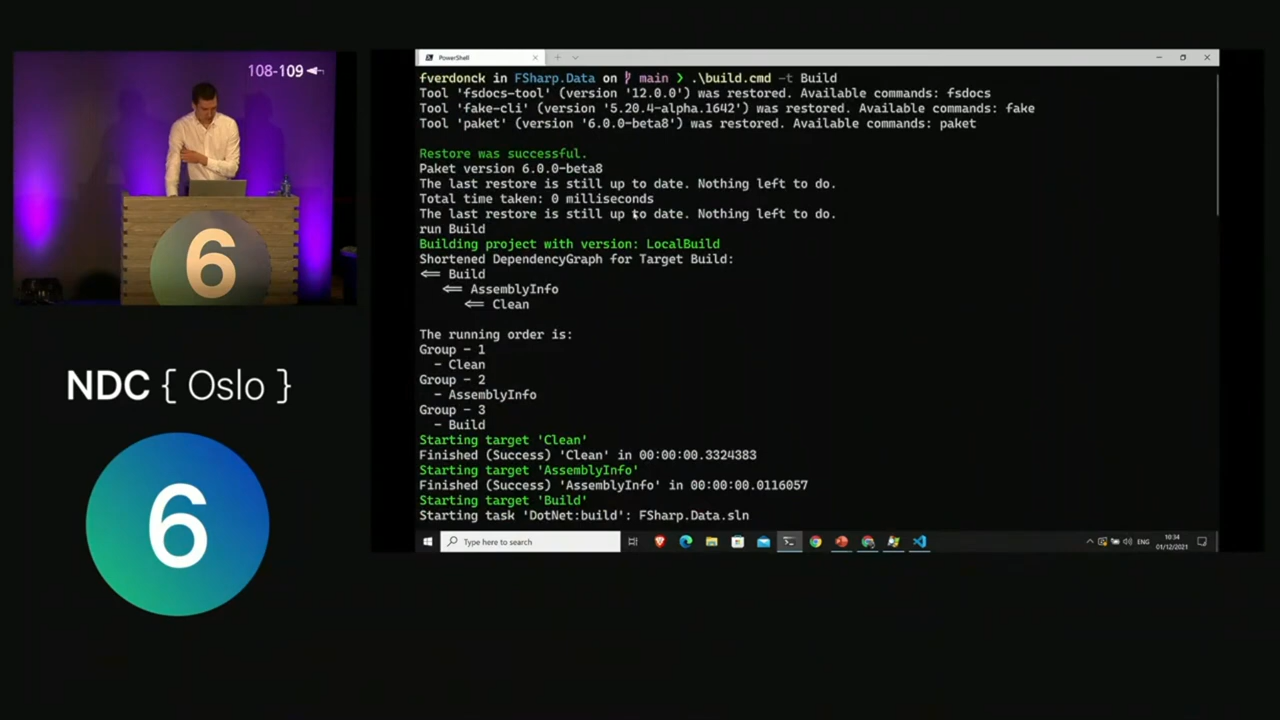 108-109
6
NDC { Oslo }
6
PowerShell
fverdonck in FSharp.Data on main ❯ .\build.cmd -t Build
Tool 'fsdocs-tool' (version '12.0.0') was restored. Available commands: fsdocs
Tool 'fake-cli' (version '5.20.4-alpha.1642') was restored. Available commands: fake
Tool 'paket' (version '6.0.0-beta8') was restored. Available commands: paket
Restore was successful.
Paket version 6.0.0-beta8
The last restore is still up to date. Nothing left to do.
Total time taken: 0 milliseconds
The last restore is still up to date. Nothing left to do.
run Build
Building project with version: LocalBuild
Shortened DependencyGraph for Target Build:
<== Build
<== AssemblyInfo
<== Clean
The running order is:
Group - 1
- Clean
Group - 2
- AssemblyInfo
Group - 3
- Build
Starting target 'Clean'
Finished (Success) 'Clean' in 00:00:00.3324383
Starting target 'AssemblyInfo'
Finished (Success) 'AssemblyInfo' in 00:00:00.0116057
Starting target 'Build'
Starting task 'DotNet:build': FSharp.Data.sln
Type here to search
ENG
10:34
01/12/2021